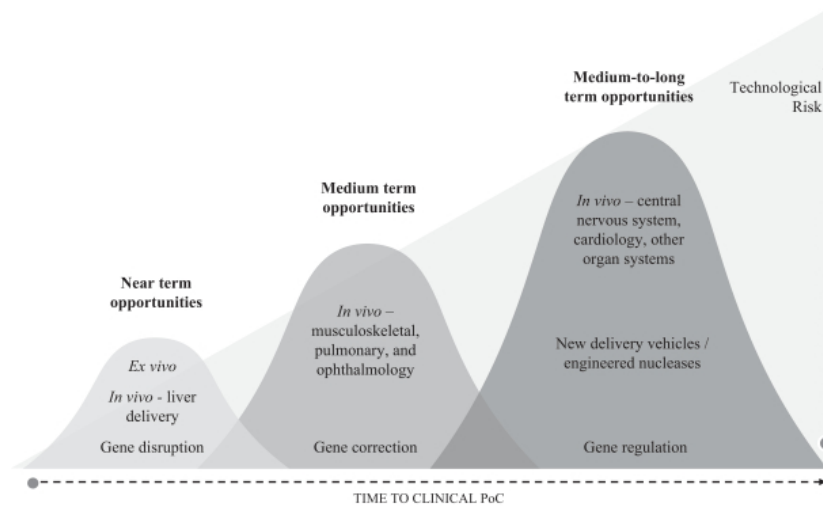 Medium-to-long
term opportunities
Technological
Risk
Medium term
opportunities
In vivo – central
nervous system,
cardiology, other
organ systems
Near term
opportunities
In vivo –
musculoskeletal,
pulmonary, and
ophthalmology
New delivery vehicles /
engineered nucleases
Ex vivo
In vivo - liver
delivery
Gene disruption
Gene correction
Gene regulation
TIME TO CLINICAL PoC